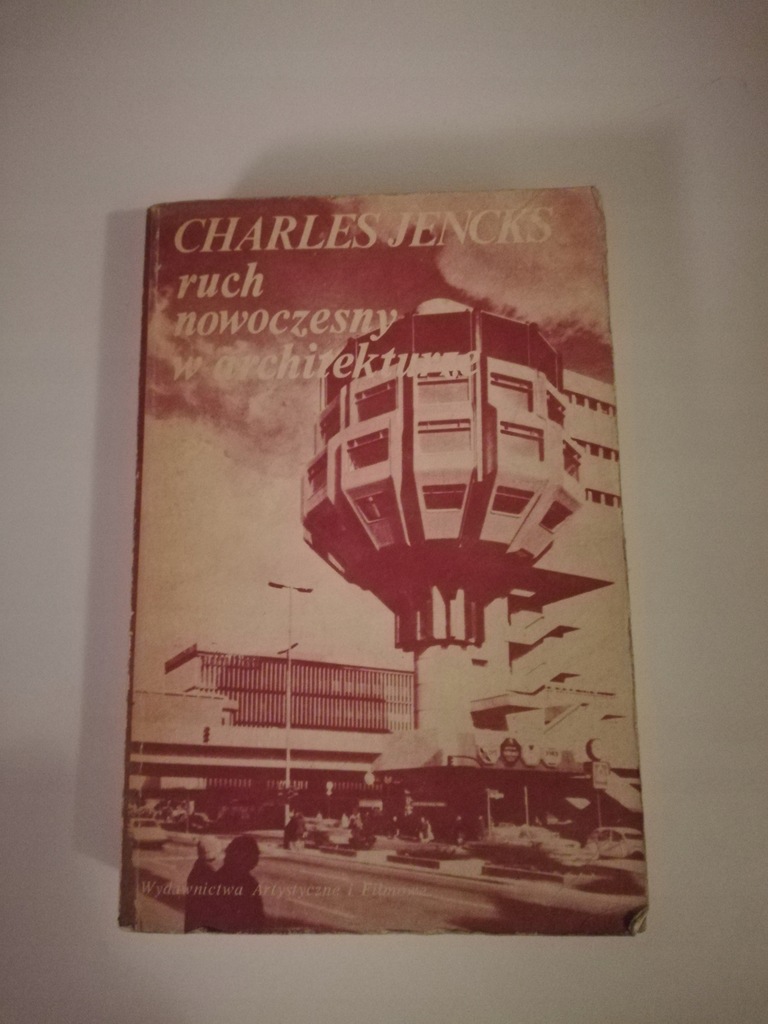 CHARLES JENCKS
ruch
nowoczesny
w architekturze
Wydawnictwa Artystyczne i Filmowe